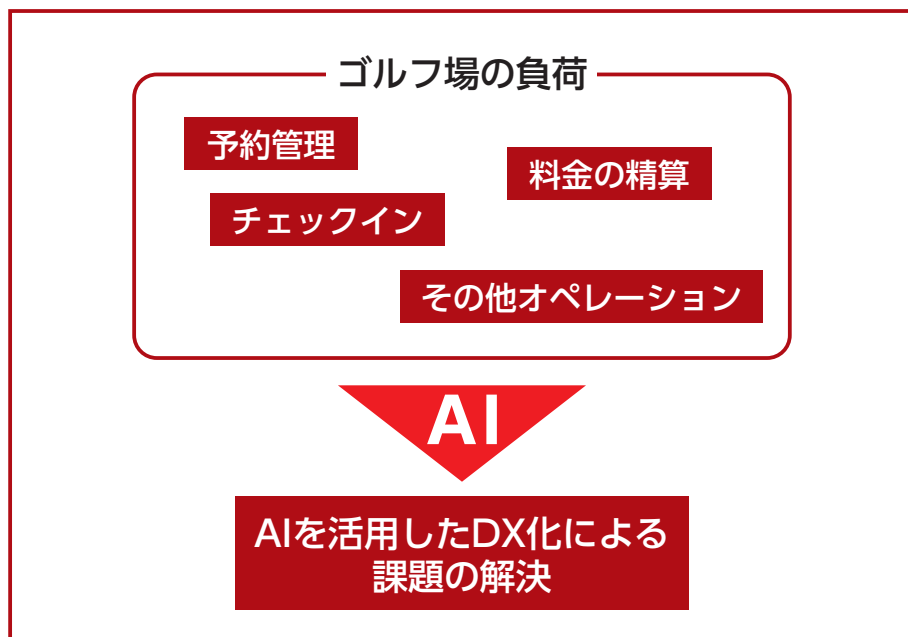 ゴルフ場の負荷
予約管理
料金の精算
チェックイン
その他オペレーション
AI
AIを活用したDX化による
課題の解決